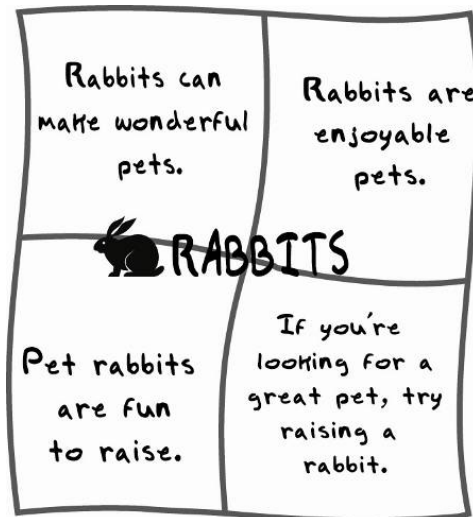 Rabbits can
make wonderful
pets.
Rabbits are
enjoyable
pets.
RABBITS
Pet rabbits
are fun
to raise.
If you're
looking for a
great pet, try
raising a
rabbit.